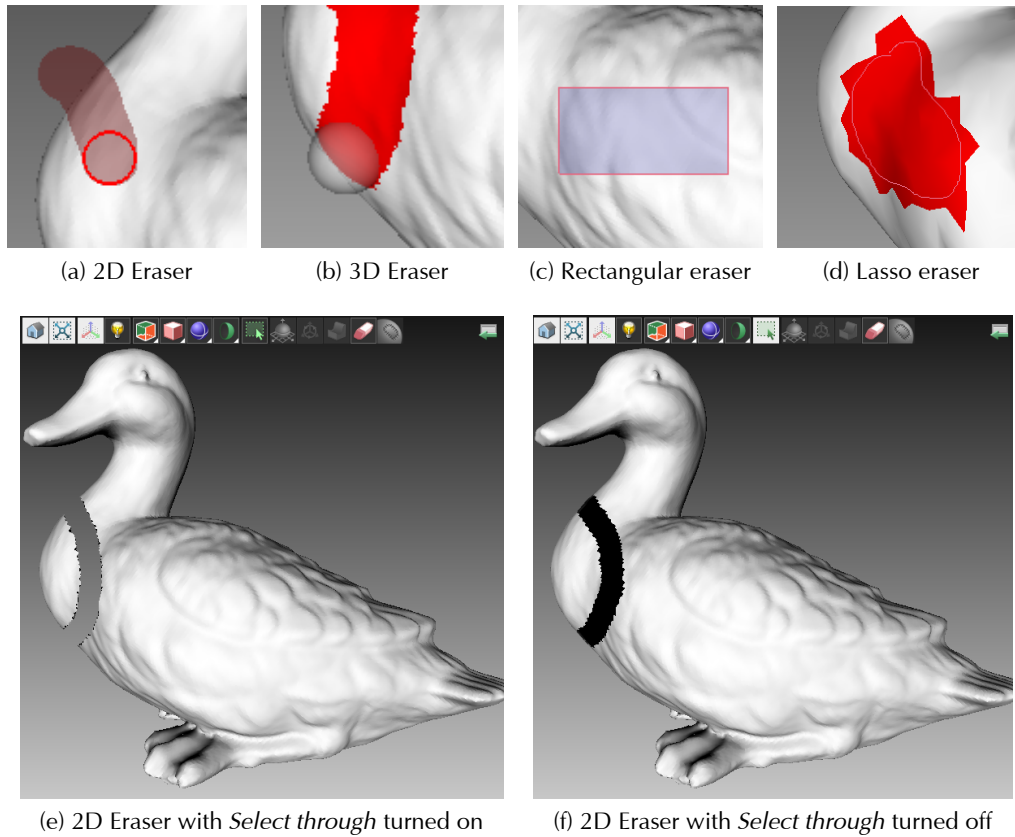 (a) 2D Eraser
(b) 3D Eraser
(c) Rectangular eraser
(d) Lasso eraser
(e) 2D Eraser with Select through turned on
(f) 2D Eraser with Select through turned off